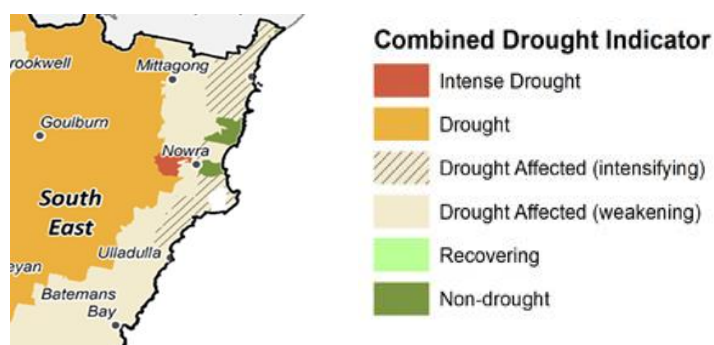 rookwell
Mittagong
Goulburn
Nowra
South
East
Ulladulla
eyan
Batemans
Bay
Combined Drought Indicator
Intense Drought
Drought
Drought Affected (intensifying)
Drought Affected (weakening)
Recovering
Non-drought